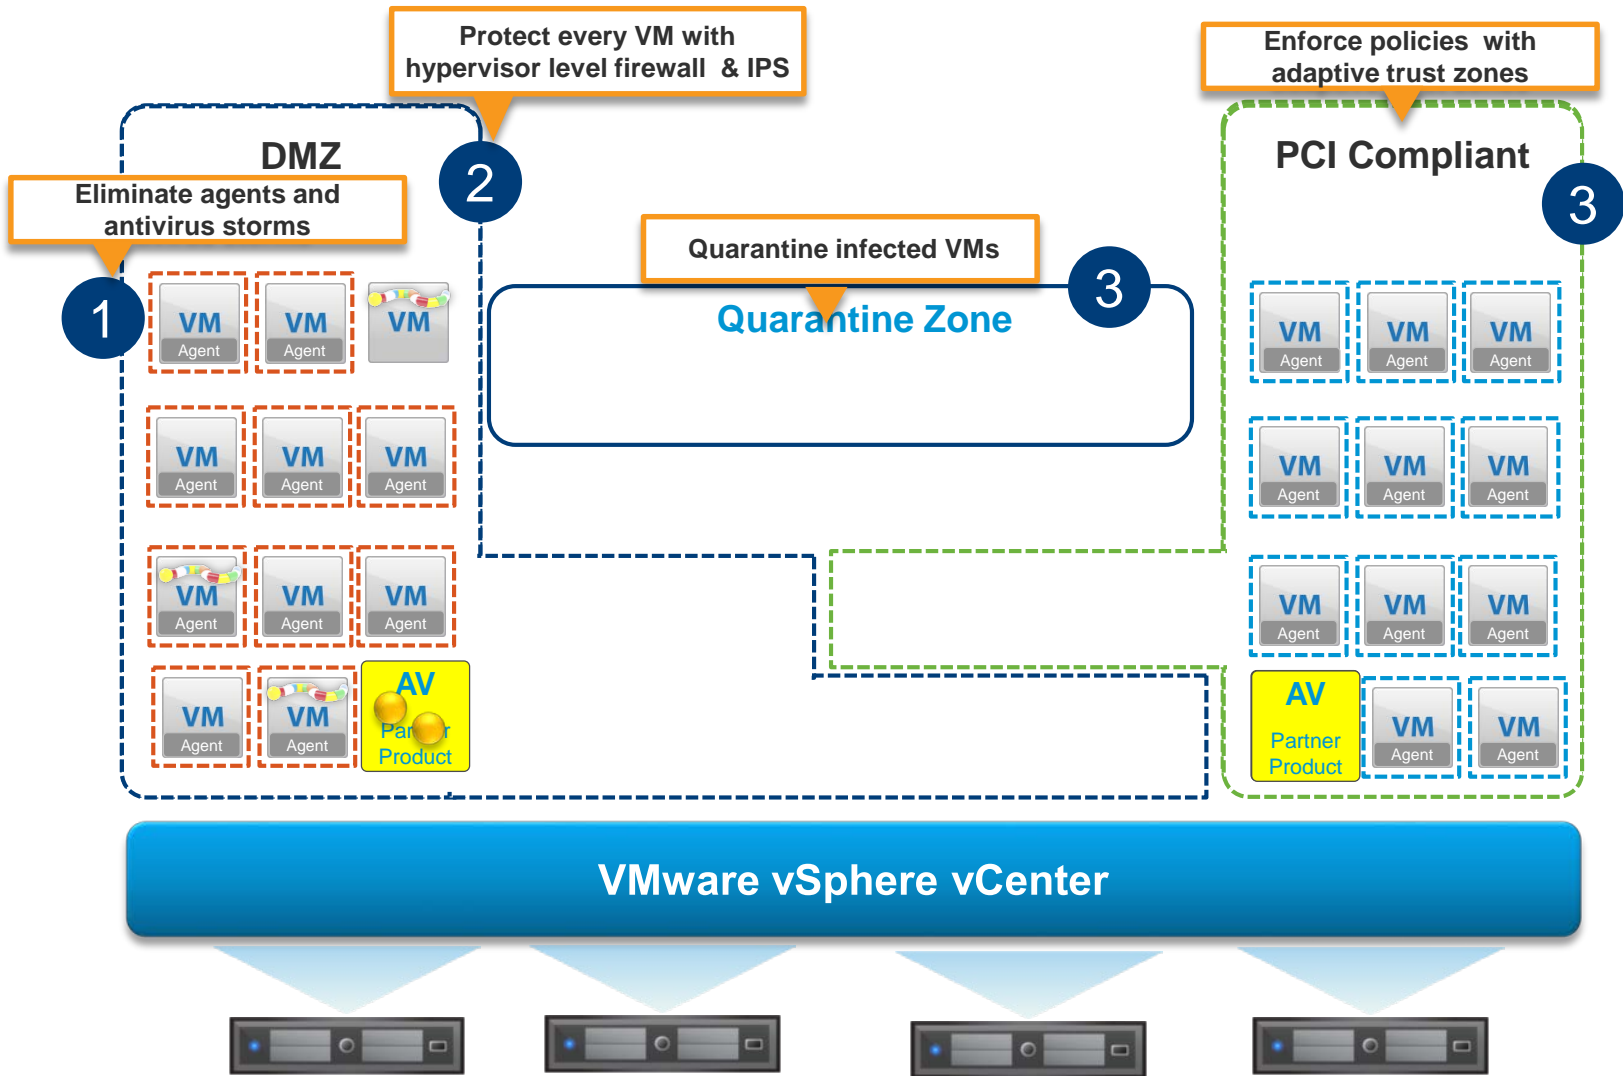 Protect every VM with
hypervisor level firewall & IPS
Enforce policies with
adaptive trust zones
DMZ
2
PCI Compliant
3
Eliminate agents and
antivirus storms
Quarantine infected VMs
3
Quarantine Zone
1
VM
Agent
VM
Agent
VM
VM
Agent
VM
Agent
VM
Agent
VM
Agent
VM
Agent
VM
Agent
VM
Agent
VM
Agent
AV
Partner
Product
VM
Agent
VM
Agent
VM
Agent
VM
Agent
VM
Agent
VM
Agent
VM
Agent
VM
Agent
VM
Agent
AV
Partner
Product
VM
Agent
VM
Agent
VMware vSphere vCenter